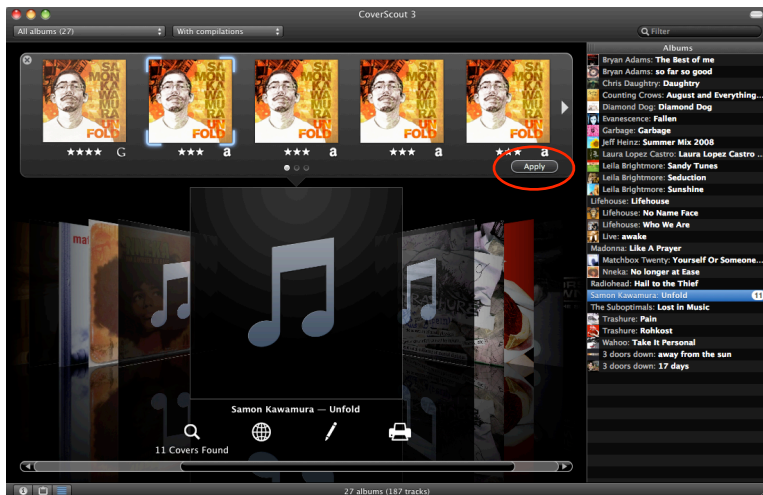 CoverScout 3
All albums (27)
With compilations
Filter
SA
MON
KA
MU
RA
UN
FOLD
★★★★ G
★★★ a
★★★ a
★★★ a
★★★ a
Apply
Samon Kawamura — Unfold
11 Covers Found
Albums
Bryan Adams: The Best of me
Bryan Adams: so far so good
Chris Daughtry: Daughtry
Counting Crows: August and Everything...
Diamond Dog: Diamond Dog
Evanescence: Fallen
Garbage: Garbage
Jeff Heinz: Summer Mix 2008
Laura Lopez Castro: Laura Lopez Castro ...
Leila Brightmore: Sandy Tunes
Leila Brightmore: Seduction
Leila Brightmore: Sunshine
Lifehouse: Lifehouse
Lifehouse: No Name Face
Lifehouse: Who We Are
Live: awake
Madonna: Like A Prayer
Matchbox Twenty: Yourself Or Someone...
Nneka: No longer at Ease
Radiohead: Hail to the Thief
Samon Kawamura: Unfold 11
The Suboptimals: Lost in Music
Trashure: Pain
Trashure: Rohkost
Wahoo: Take It Personal
3 doors down: away from the sun
3 doors down: 17 days
27 albums (187 tracks)